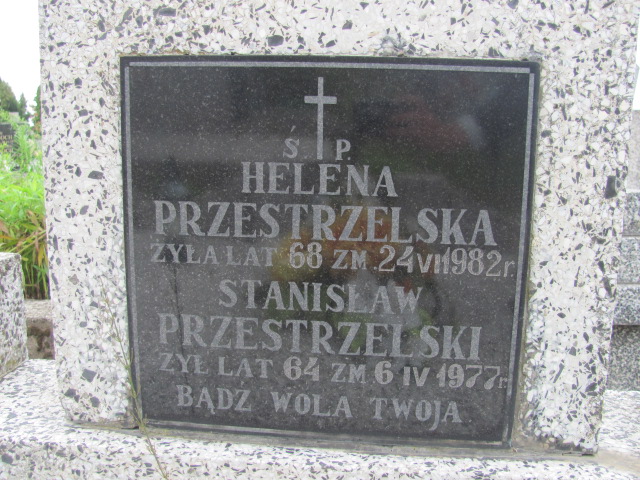 Ś P.
HELENA
PRZESTRZELSKA
ŻYŁA LAT 68 ZM. 24 VII 1982 r.
STANISŁAW
PRZESTRZELSKI
ŻYŁ LAT 64 ZM 6 IV 1977 r.
BĄDŹ WOLA TWOJA